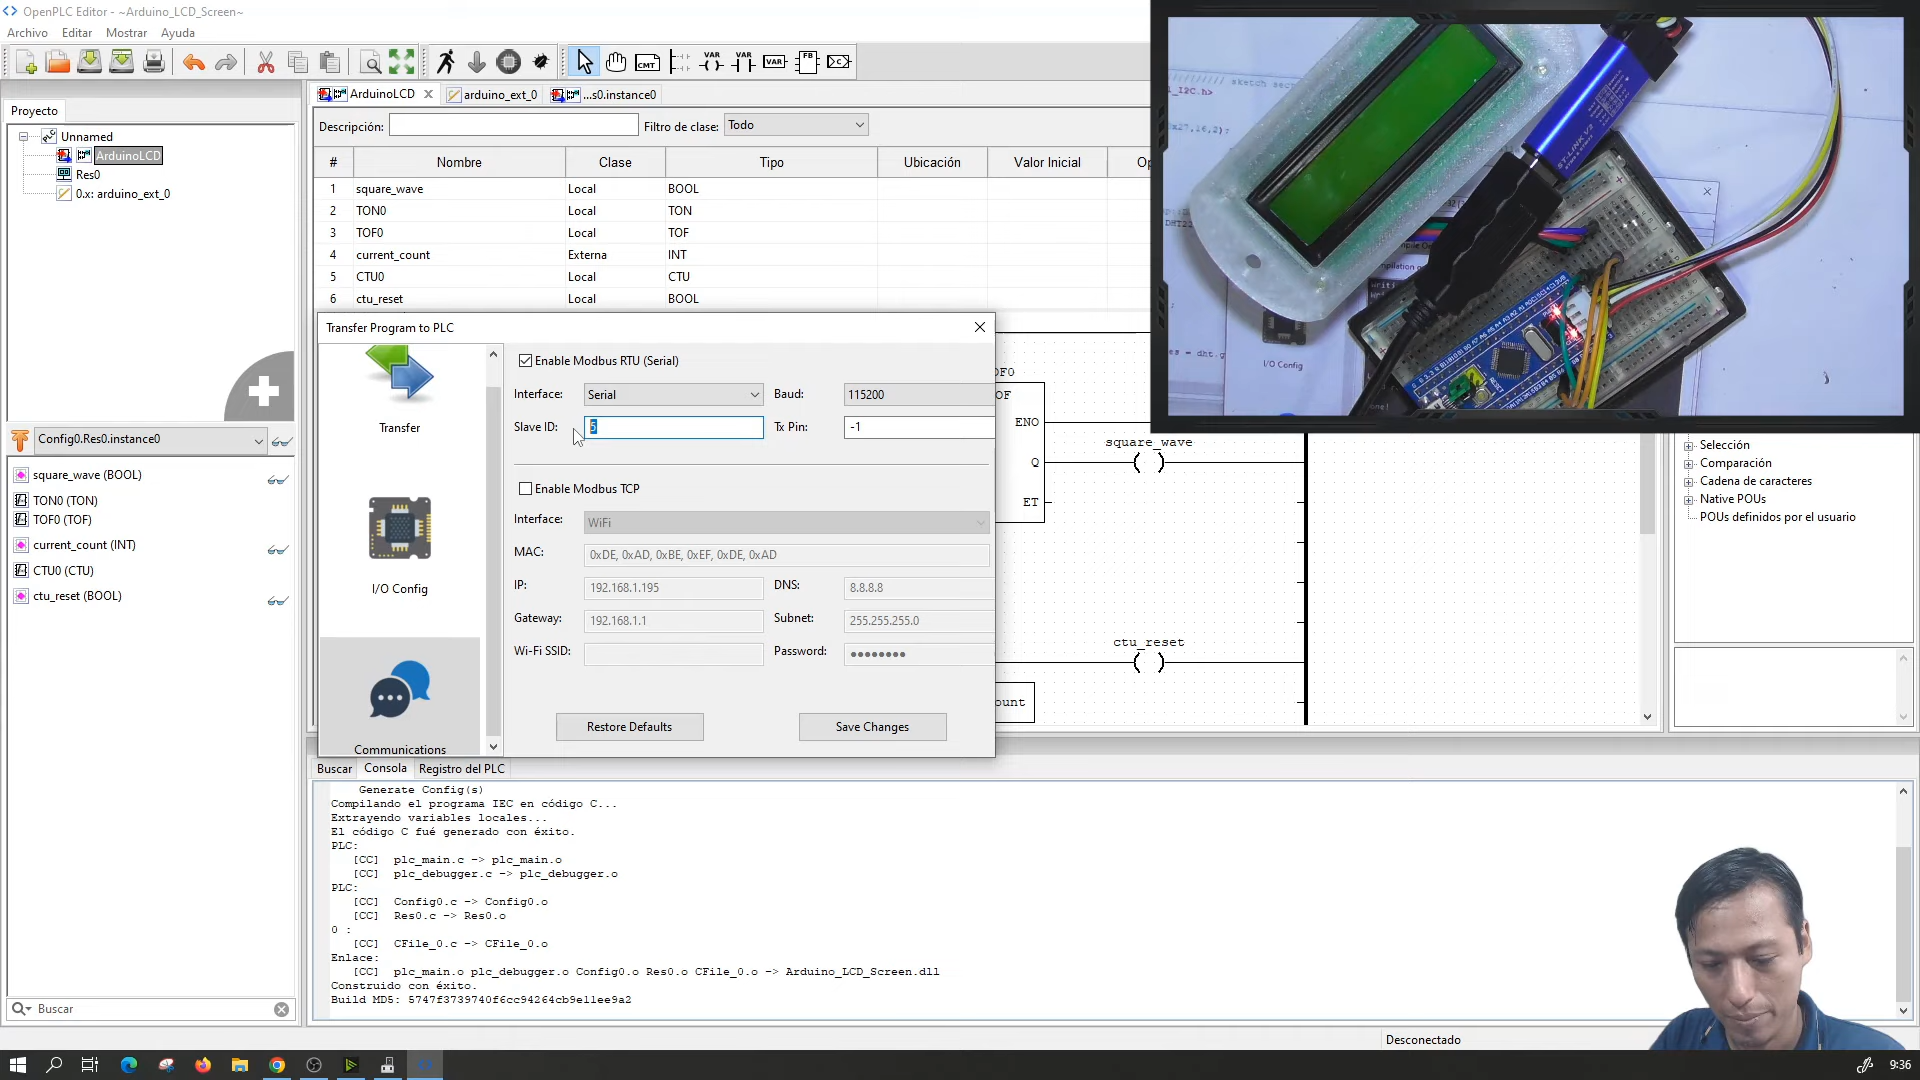 OpenPLC Editor - ~Arduino_LCD_Screen~
Archivo Editar Mostrar Ayuda
Proyecto
Unnamed
ArduinoLCD
Res0
0.x: arduino_ext_0
ArduinoLCD arduino_ext_0 ...s0.instance0
Descripción: Filtro de clase: Todo
# Nombre Clase Tipo Ubicación Valor Inicial Op
1 square_wave Local BOOL
2 TON0 Local TON
3 TOF0 Local TOF
4 current_count Externa INT
5 CTU0 Local CTU
6 ctu_reset Local BOOL
Config0.Res0.instance0
square_wave (BOOL)
TON0 (TON)
TOF0 (TOF)
current_count (INT)
CTU0 (CTU)
ctu_reset (BOOL)
Buscar
Transfer Program to PLC
Transfer
I/O Config
Communications
Enable Modbus RTU (Serial)
Interface: Serial Baud: 115200
Slave ID: 5 Tx Pin: -1
Enable Modbus TCP
Interface: WiFi
MAC: 0xDE, 0xAD, 0xBE, 0xEF, 0xDE, 0xAD
IP: 192.168.1.195 DNS: 8.8.8.8
Gateway: 192.168.1.1 Subnet: 255.255.255.0
Wi-Fi SSID: Password: ●●●●●●●●
Restore Defaults Save Changes
OF0
OF
ENO
square_wave
Q
ET
ctu_reset
ount
I/O Config
ST-LINK V2
Selección
Comparación
Cadena de caracteres
Native POUs
POUs definidos por el usuario
Buscar Consola Registro del PLC
Generate Config(s)
Compilando el programa IEC en código C...
Extrayendo variables locales...
El código C fué generado con éxito.
PLC:
[CC] plc_main.c -> plc_main.o
[CC] plc_debugger.c -> plc_debugger.o
PLC:
[CC] Config0.c -> Config0.o
[CC] Res0.c -> Res0.o
0 :
[CC] CFile_0.c -> CFile_0.o
Enlace:
[CC] plc_main.o plc_debugger.o Config0.o Res0.o CFile_0.o -> Arduino_LCD_Screen.dll
Construido con éxito.
Build MD5: 5747f3739740f6cc94264cb9e11ee9a2
Desconectado
9:36